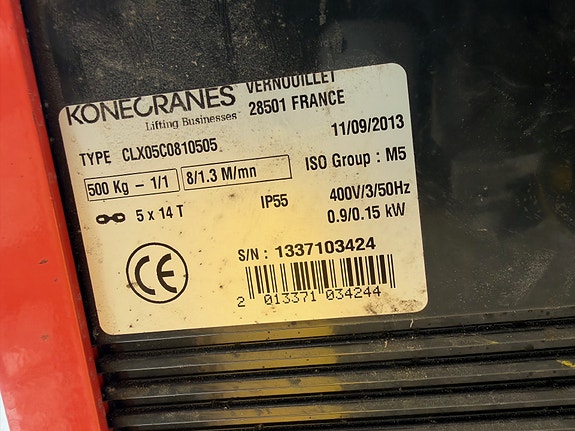 KONECRANES
Lifting Businesses™
VERNOUILLET
28501 FRANCE
11/09/2013
TYPE CLX05C0810505
ISO Group : M5
500 Kg - 1/1
8/1.3 M/mn
5 x 14 T
IP55
400V/3/50Hz
0.9/0.15 kW
S/N : 1337103424
CE
2 013371 034244